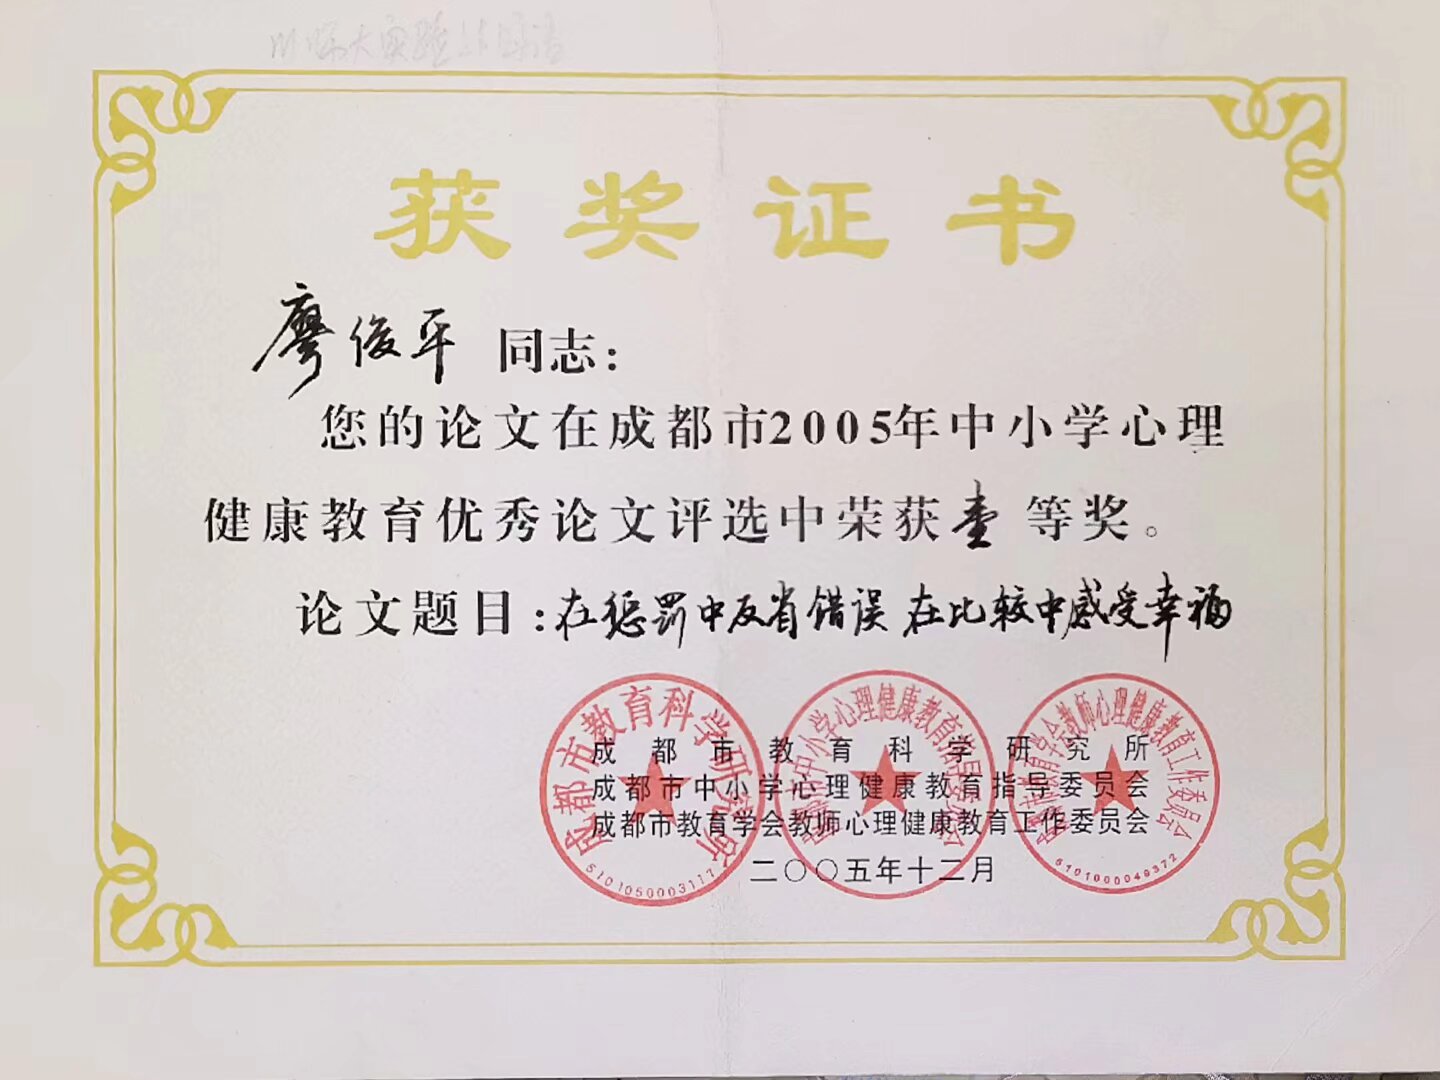 获奖证书
廖俊平 同志：
您的论文在成都市2005年中小学心理
健康教育优秀论文评选中荣获壹等奖。
论文题目：在惩罚中反省错误 在比较中感受幸福
成都市教育科学研究所
成都市中小学心理健康教育指导委员会
成都市教育学会教师心理健康教育工作委员会
二〇〇五年十二月
成都市教育科学研究所
5101050003117
成都市中小学心理健康教育指导委员会
成都市教育学会教师心理健康教育工作委员会
5101000049372